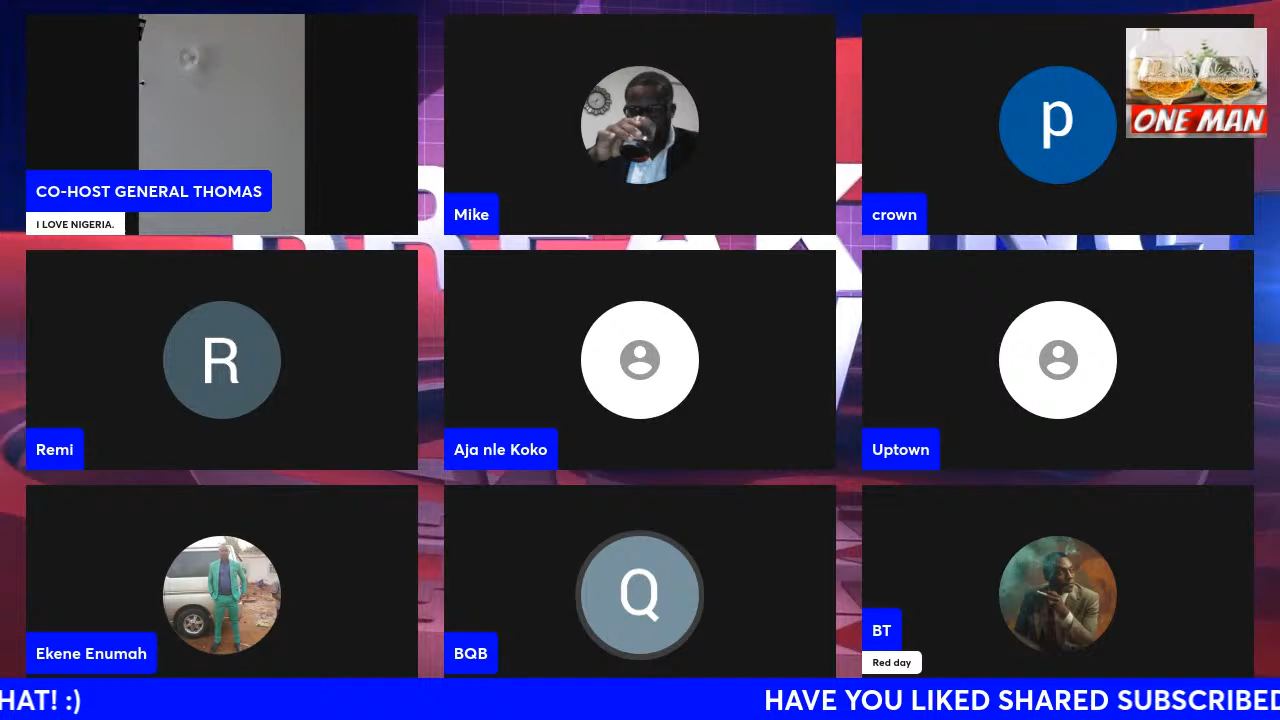 CO-HOST GENERAL THOMAS
I LOVE NIGERIA.
Mike
p
crown
ONE MAN
R
Remi
Aja nle Koko
Uptown
Ekene Enumah
Q
BQB
BT
Red day
HAT! :)
HAVE YOU LIKED SHARED SUBSCRIBED